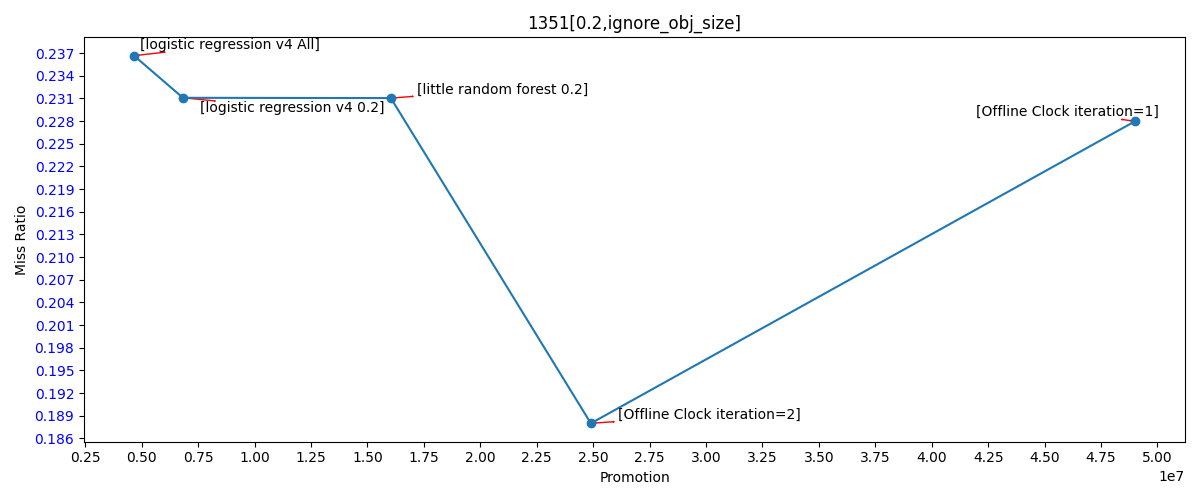 1351[0.2,ignore_obj_size]
Miss Ratio
0.237
0.234
0.231
0.228
0.225
0.222
0.219
0.216
0.213
0.210
0.207
0.204
0.201
0.198
0.195
0.192
0.189
0.186
[logistic regression v4 All]
[logistic regression v4 0.2]
[little random forest 0.2]
[Offline Clock iteration=1]
[Offline Clock iteration=2]
0.25 0.50 0.75 1.00 1.25 1.50 1.75 2.00 2.25 2.50 2.75 3.00 3.25 3.50 3.75 4.00 4.25 4.50 4.75 5.00
1e7
Promotion